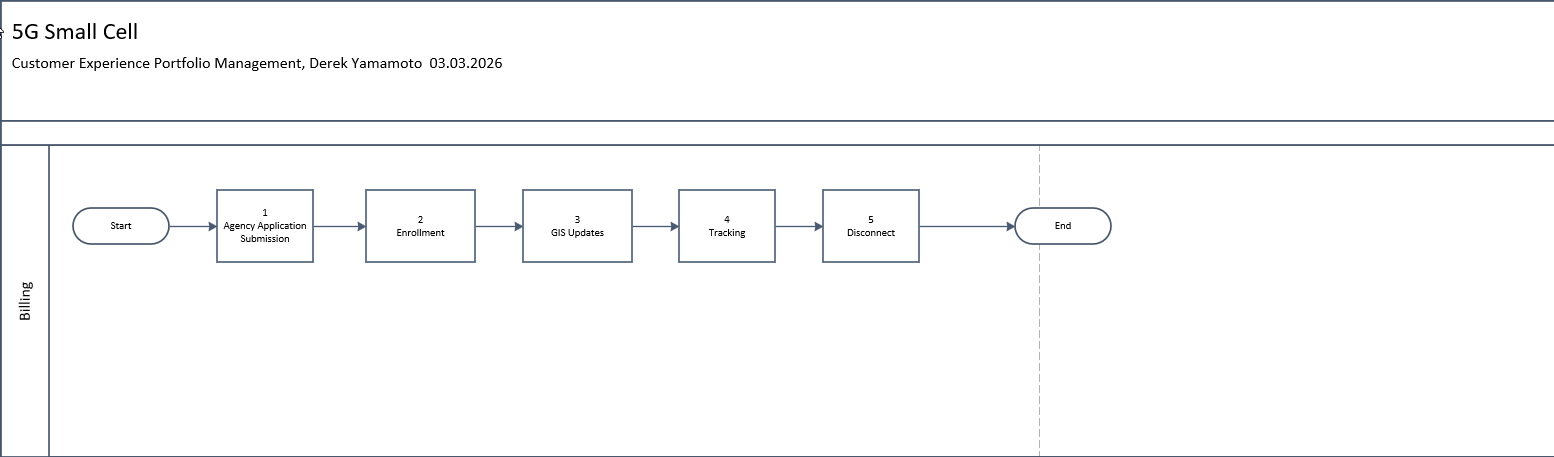 5G Small Cell
Customer Experience Portfolio Management, Derek Yamamoto  03.03.2026
Billing
Start
1
Agency Application
Submission
2
Enrollment
3
GIS Updates
4
Tracking
5
Disconnect
End